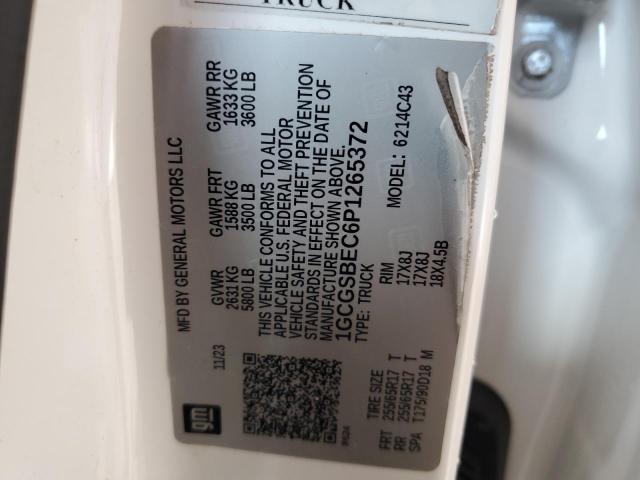 TRUCK
MFD BY GENERAL MOTORS LLC
GVWR GAWR FRT GAWR RR
2631 KG 1588 KG 1633 KG
5800 LB 3500 LB 3600 LB
THIS VEHICLE CONFORMS TO ALL
APPLICABLE U.S. FEDERAL MOTOR
VEHICLE SAFETY AND THEFT PREVENTION
STANDARDS IN EFFECT ON THE DATE OF
MANUFACTURE SHOWN ABOVE.
1GCGSBEC6P1265372
TYPE: TRUCK MODEL: 6214C43
11/23
gm
TIRE SIZE RIM
FRT 255/65R17 T 17X8J
RR 255/65R17 T 17X8J
SPA T175/90D18 M 18X4.5B